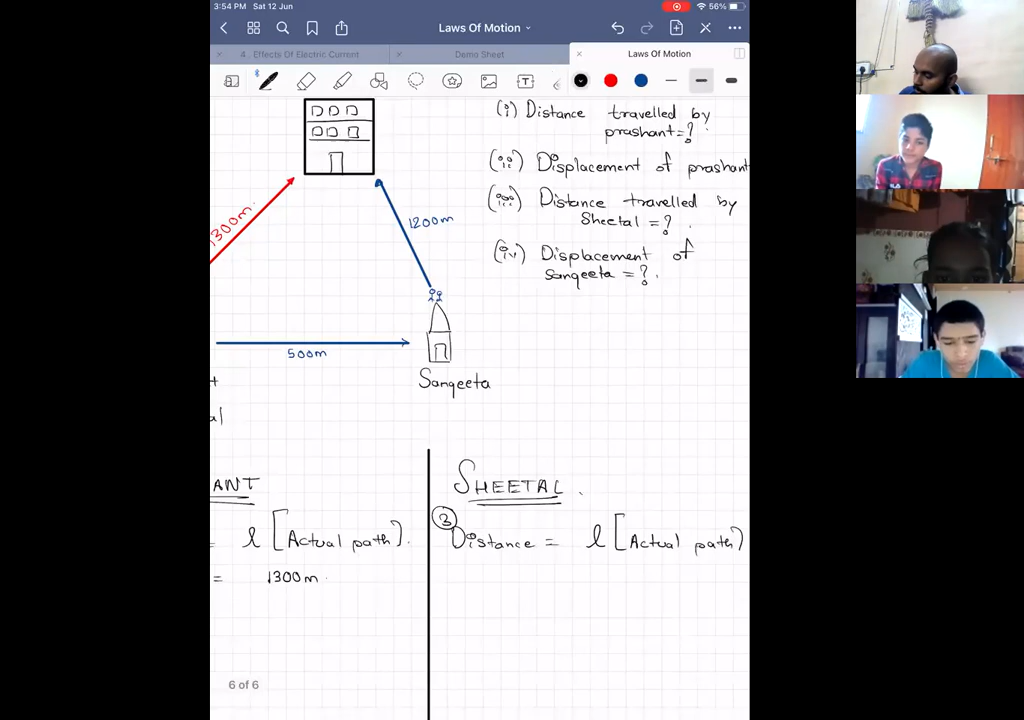 3:54 PM Sat 12 Jun
56%
Laws Of Motion
4 Effects Of Electric Current
Demo Sheet
Laws Of Motion
T
(i) Distance travelled by
prashant=?
(ii) Displacement of prashant
(iii) Distance travelled by
Sheetal = ?
(iv) Displacement of
sangeeta = ?
1300m.
1200m
500m
Sangeeta
al
ANT
= l [Actual path).
= 1300m.
SHEETAL.
3
Distance = l [Actual path)
6 of 6